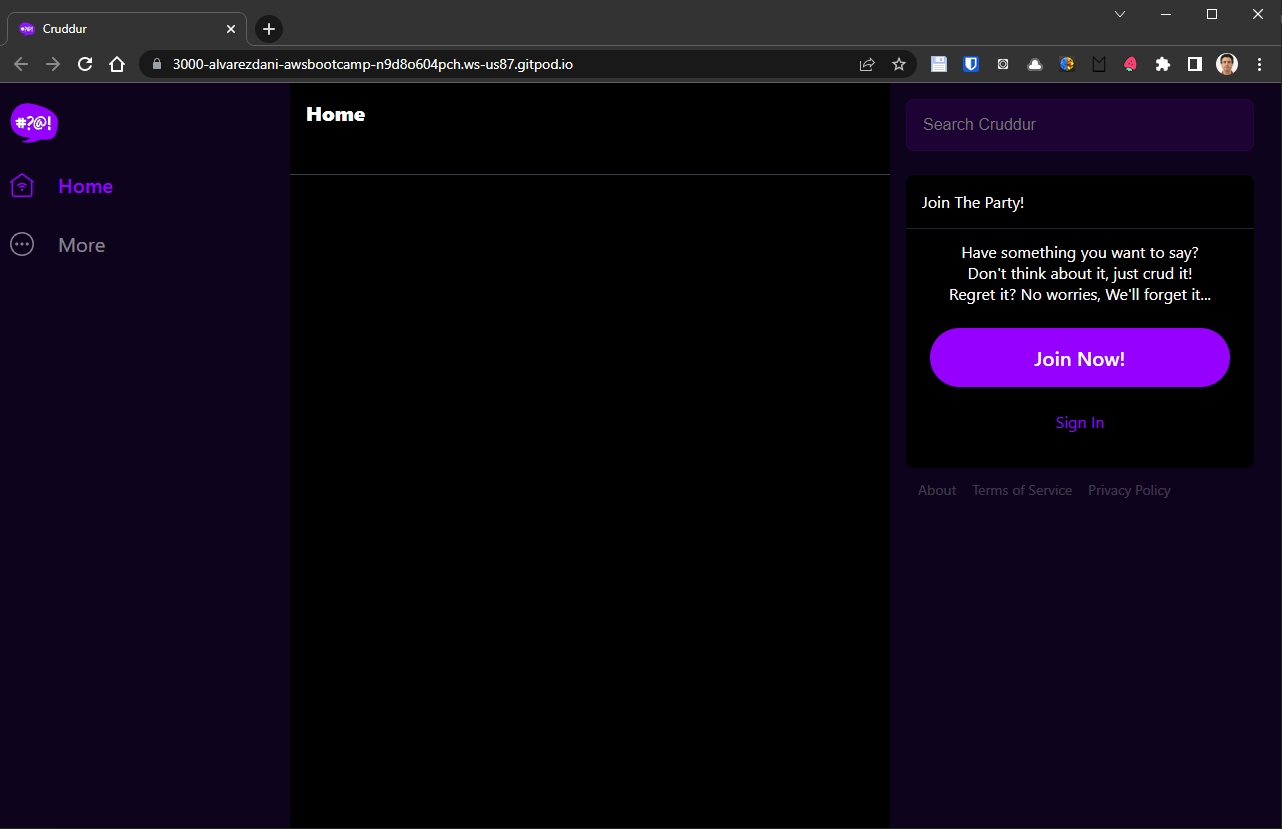 Cruddur
3000-alvarezdani-awsbootcamp-n9d8o604pch.ws-us87.gitpod.io
#?@!
Home
More
Home
Search Cruddur
Join The Party!
Have something you want to say?
Don't think about it, just crud it!
Regret it? No worries, We'll forget it...
Join Now!
Sign In
About Terms of Service Privacy Policy